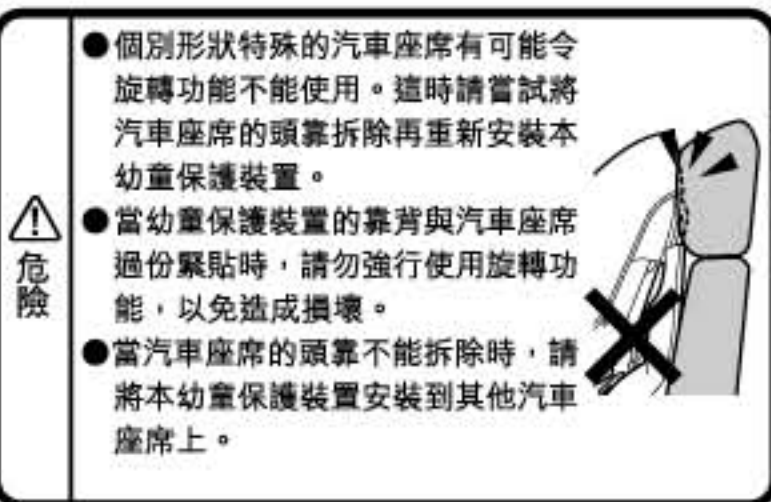 ●個別形狀特殊的汽車座席有可能令
旋轉功能不能使用。這時請嘗試將
汽車座席的頭靠拆除再重新安裝本
幼童保護裝置。
⚠危險
●當幼童保護裝置的靠背與汽車座席
過份緊貼時，請勿強行使用旋轉功
能，以免造成損壞。
●當汽車座席的頭靠不能拆除時，請
將本幼童保護裝置安裝到其他汽車
座席上。